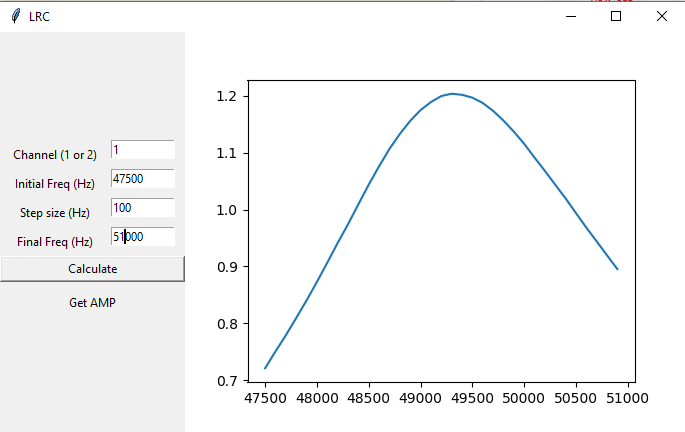 LRC
Channel (1 or 2) 1
Initial Freq (Hz) 47500
Step size (Hz) 100
Final Freq (Hz) 51000
Calculate
Get AMP
1.2
1.1
1.0
0.9
0.8
0.7
47500 48000 48500 49000 49500 50000 50500 51000